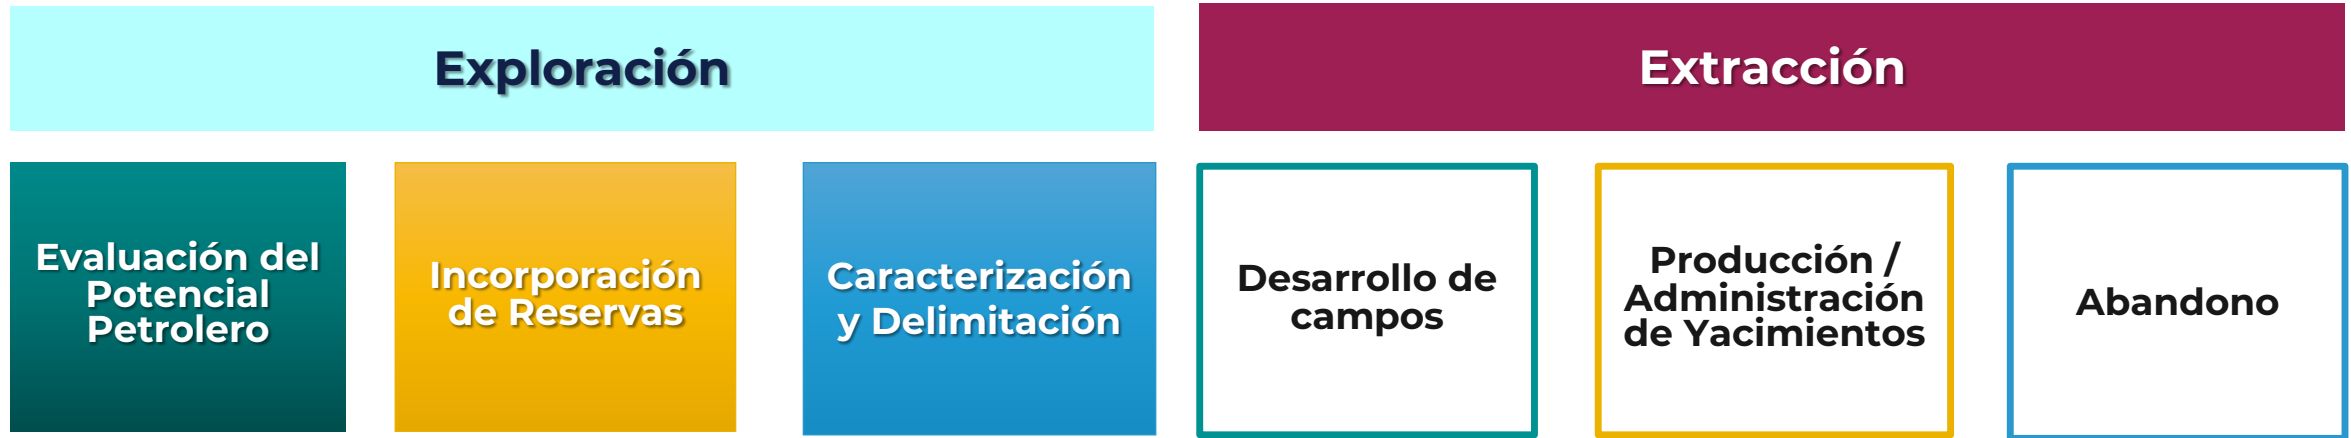 Exploración
Extracción
Evaluación del
Potencial
Petrolero
Incorporación
de Reservas
Caracterización
y Delimitación
Desarrollo de
campos
Producción /
Administración
de Yacimientos
Abandono